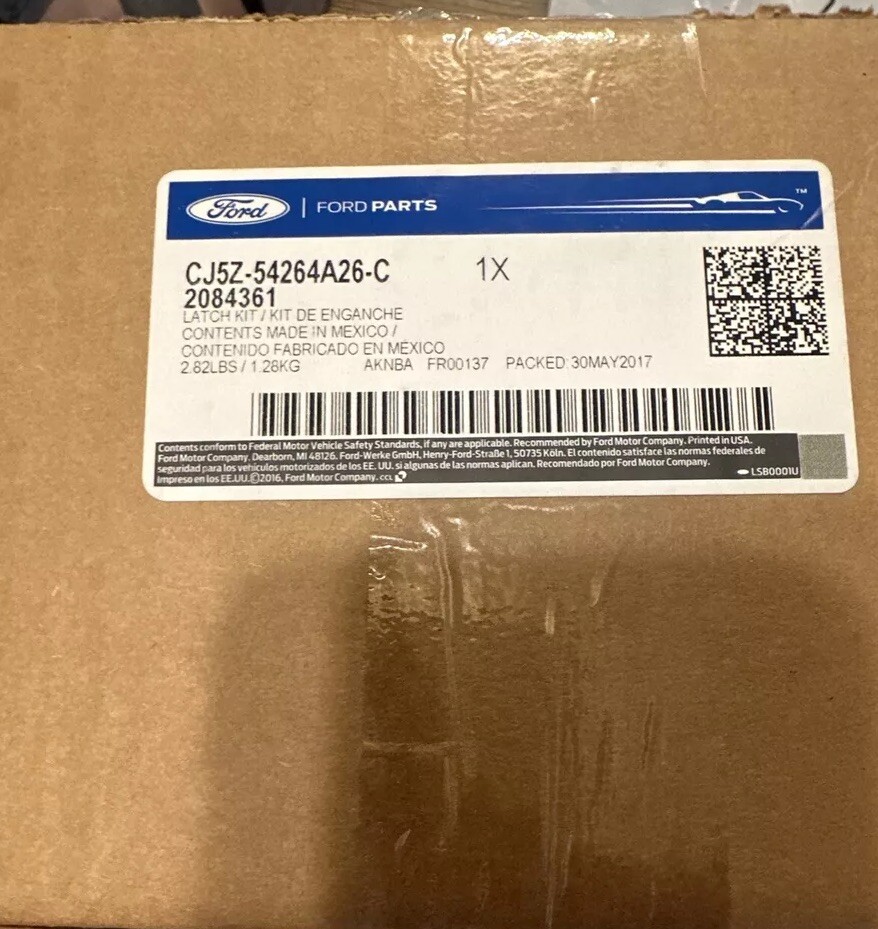 Ford | FORD PARTS ™
CJ5Z-54264A26-C 1X
2084361
LATCH KIT / KIT DE ENGANCHE
CONTENTS MADE IN MEXICO /
CONTENIDO FABRICADO EN MÉXICO
2.82LBS / 1.28KG AKNBA FR00137 PACKED: 30MAY2017
Contents conform to Federal Motor Vehicle Safety Standards, if any are applicable. Recommended by Ford Motor Company. Printed in USA.
Ford Motor Company, Dearborn, MI 48126. Ford-Werke GmbH, Henry-Ford-Straße 1, 50735 Köln. El contenido satisface las normas federales de
seguridad para los vehículos motorizados de los EE. UU. si algunas de las normas aplican. Recomendado por Ford Motor Company.
Impreso en los EE.UU.©2016, Ford Motor Company. CCL
LSB0001U